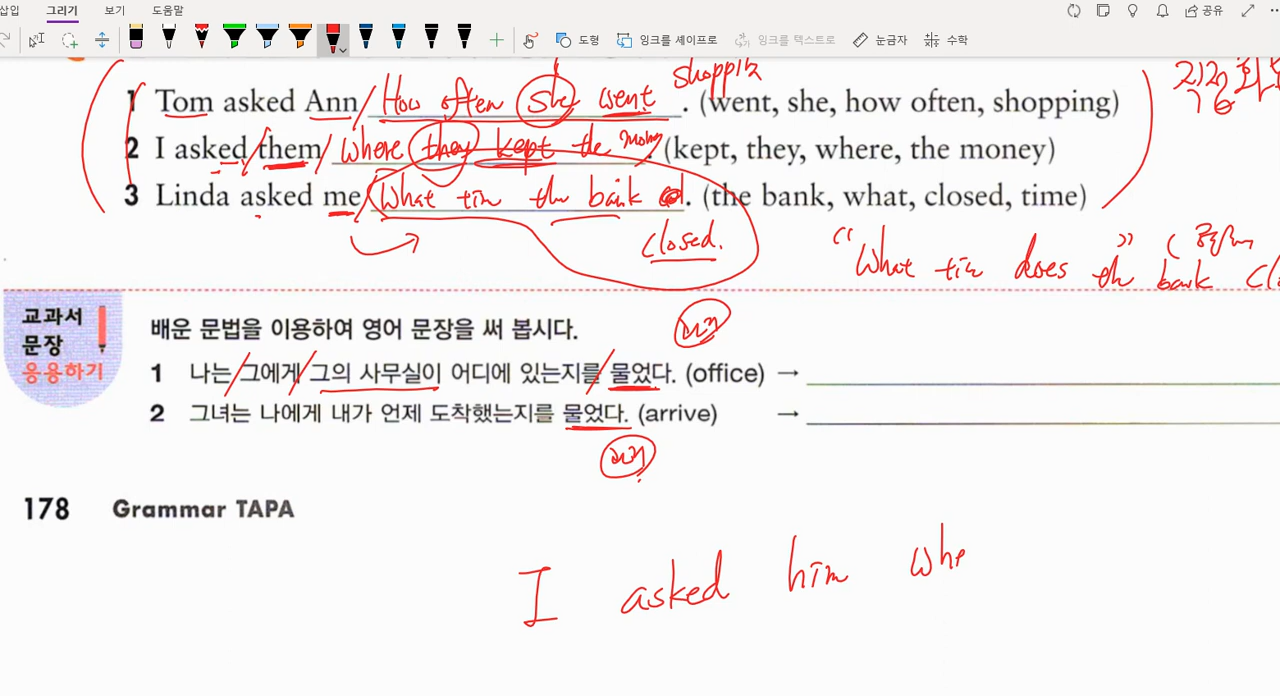 삽입 그리기 보기 도움말
공유
도형 잉크를 셰이프로 잉크를 텍스트로 눈금자 수학
shopping
1 Tom asked Ann / How often she went . (went, she, how often, shopping)
2 I asked / them / where they kept the money. (kept, they, where, the money)
3 Linda asked me / What tim the bank . (the bank, what, closed, time)
closed.
"What tim does the bank
교과서
문장
응용하기
배운 문법을 이용하여 영어 문장을 써 봅시다.
1 나는 / 그에게 / 그의 사무실이 어디에 있는지를 / 물었다. (office) →
2 그녀는 나에게 내가 언제 도착했는지를 물었다. (arrive) →
과거
178 Grammar TAPA
I asked him whe